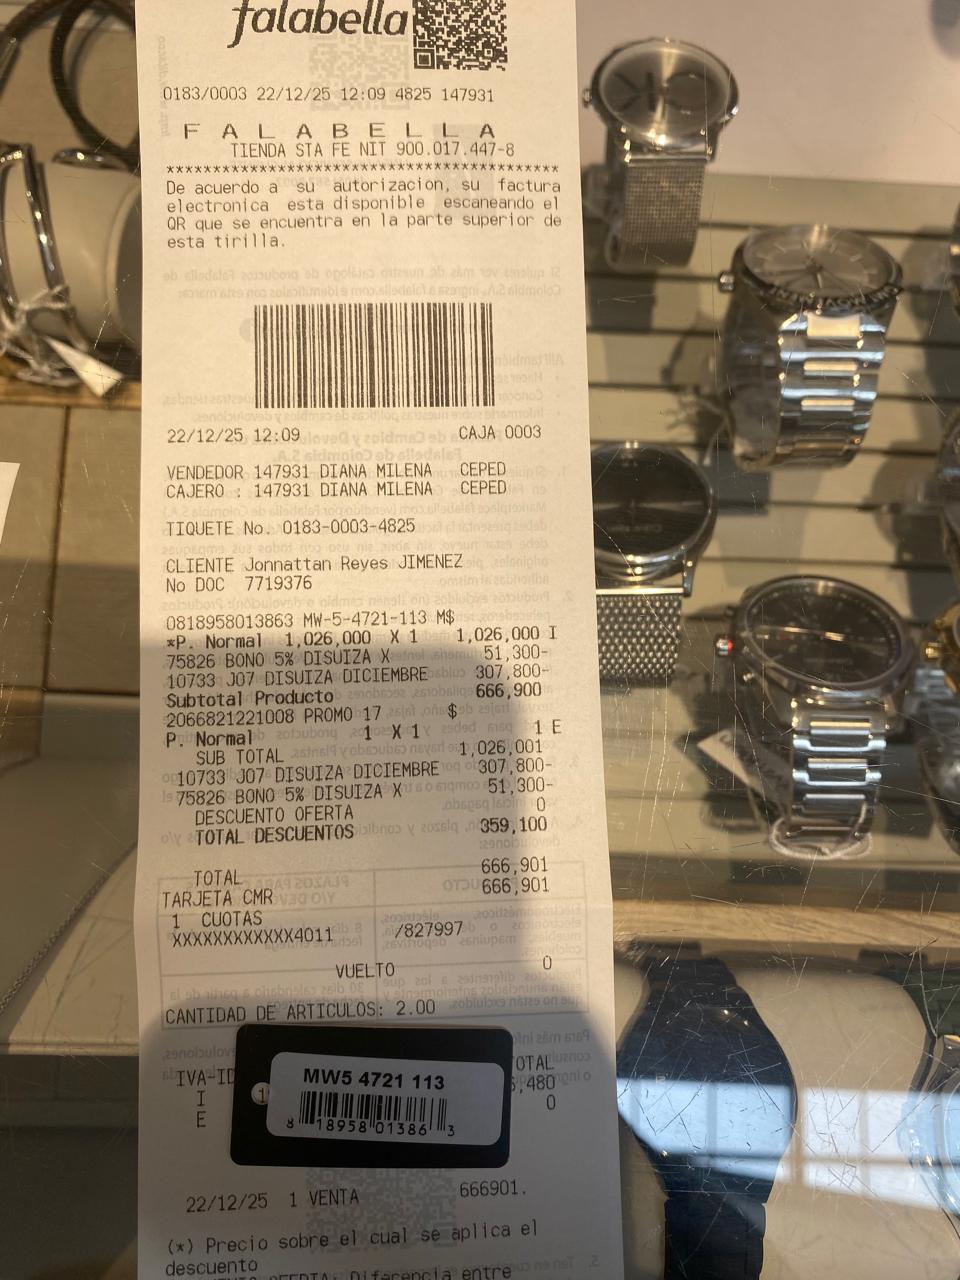 falabella
0183/0003 22/12/25 12:09 4825 147931
F A L A B E L L A
TIENDA STA FE NIT 900.017.447-8
******************************************
De acuerdo a su autorizacion, su factura
electronica esta disponible escaneando el
QR que se encuentra en la parte superior de
esta tirilla.
22/12/25 12:09 CAJA 0003
VENDEDOR 147931 DIANA MILENA CEPED
CAJERO : 147931 DIANA MILENA CEPED
TIQUETE No. 0183-0003-4825
CLIENTE Jonnattan Reyes JIMENEZ
No DOC 7719376
0818958013863 MW-5-4721-113 M$
*P. Normal 1,026,000 X 1 1,026,000 I
75826 BONO 5% DISUIZA X 51,300-
10733 J07 DISUIZA DICIEMBRE 307,800-
Subtotal Producto 666,900
2066821221008 PROMO 17 $
P. Normal 1 X 1 1 E
SUB TOTAL 1,026,001
10733 J07 DISUIZA DICIEMBRE 307,800-
75826 BONO 5% DISUIZA X 51,300-
DESCUENTO OFERTA 0
TOTAL DESCUENTOS 359,100
TOTAL 666,901
TARJETA CMR 666,901
1 CUOTAS
XXXXXXXXXXXX4011 /827997
VUELTO 0
CANTIDAD DE ARTICULOS: 2.00
MW5 4721 113
8 18958 01386 3
I
E 0
22/12/25 1 VENTA 666901.
(*) Precio sobre el cual se aplica el
descuento
Diferencia entre